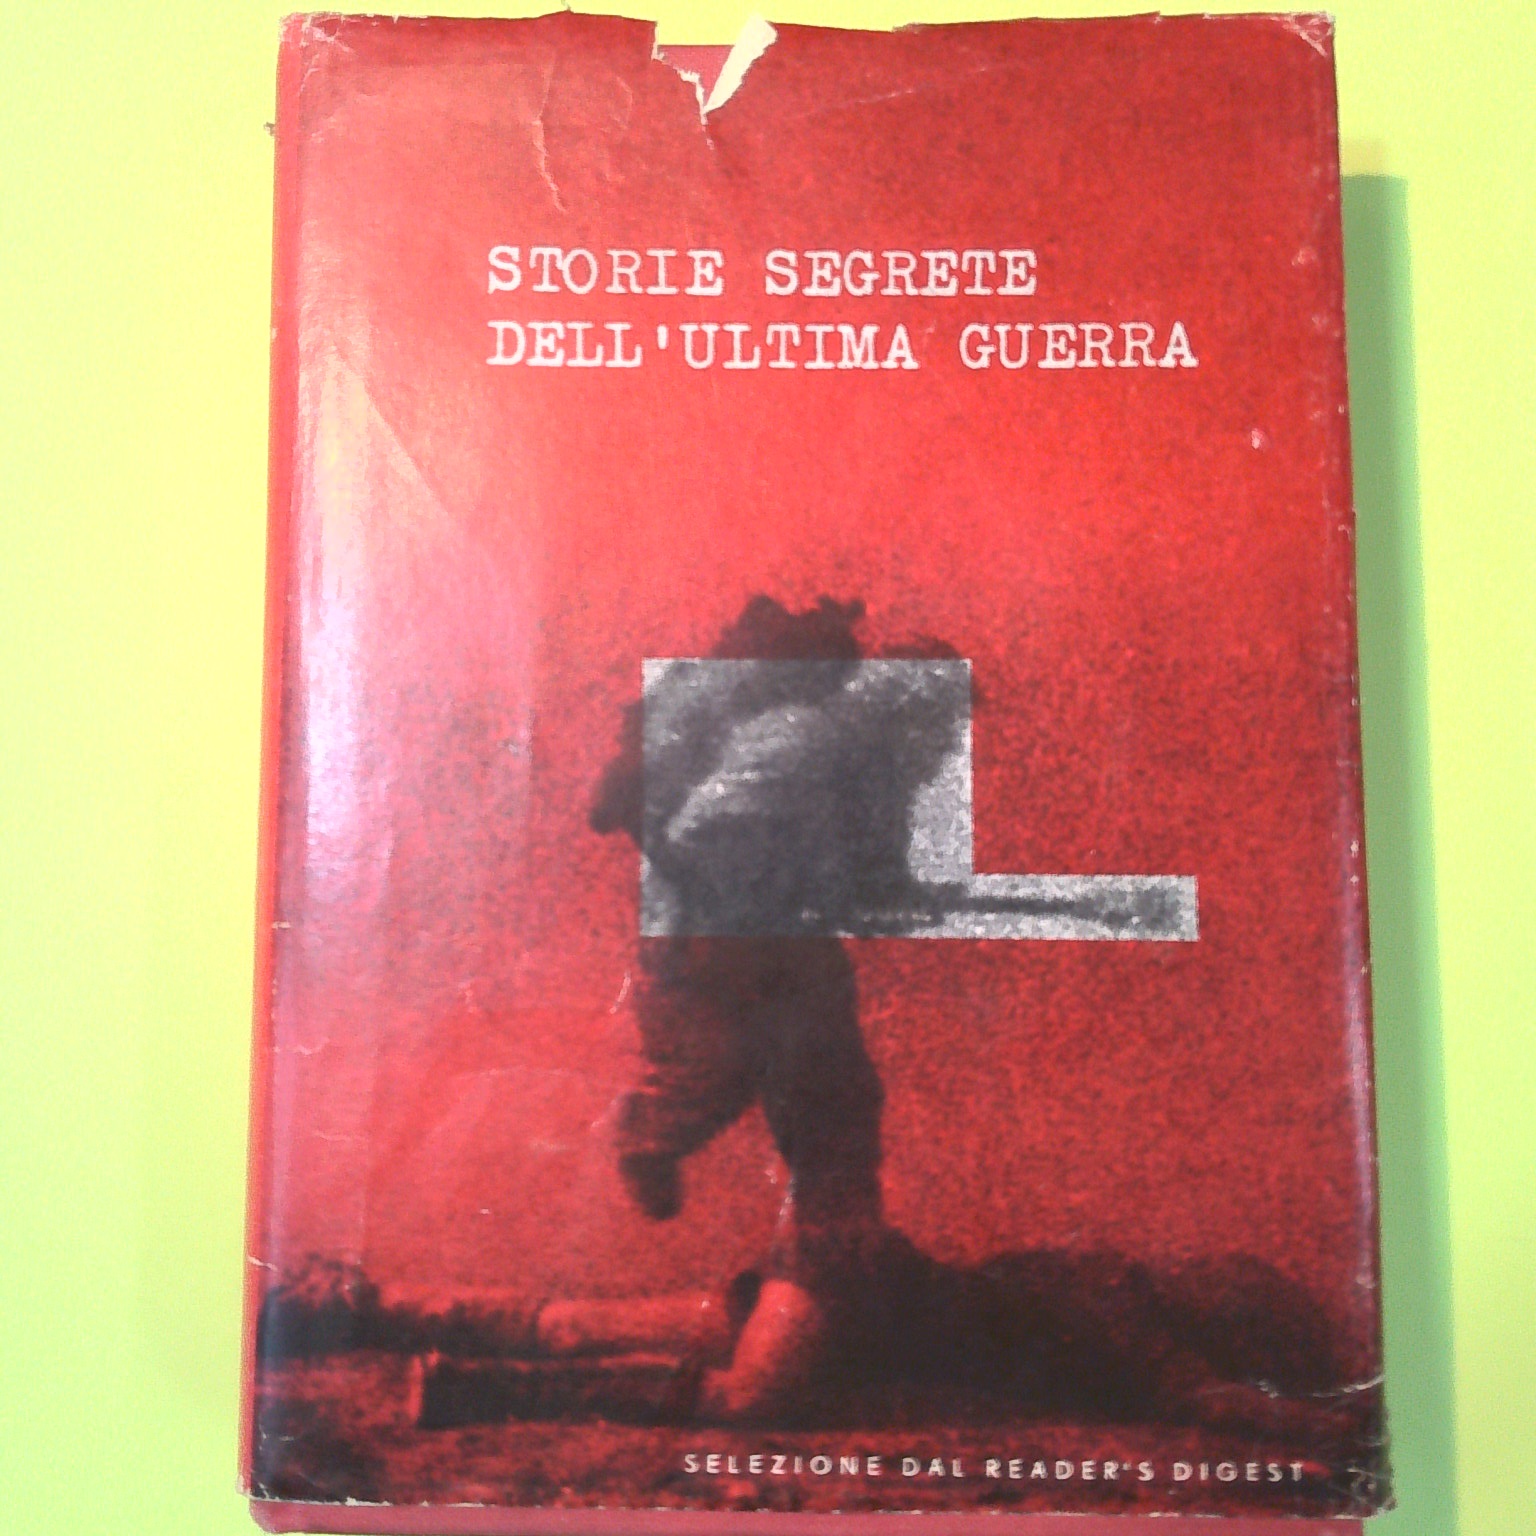 STORIE SEGRETE
DELL'ULTIMA GUERRA
SELEZIONE DAL READER'S DIGEST